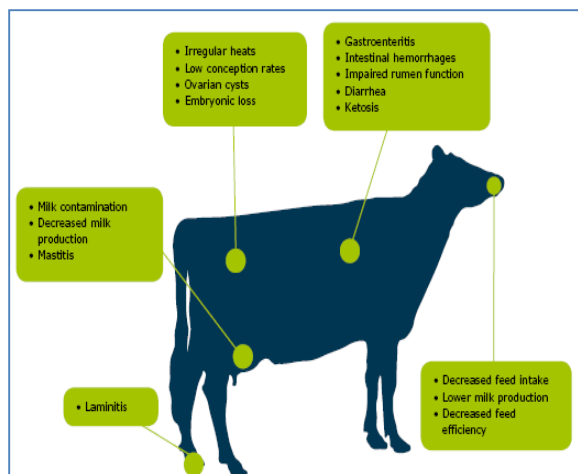 • Irregular heats
• Low conception rates
• Ovarian cysts
• Embryonic loss
• Gastroenteritis
• Intestinal hemorrhages
• Impaired rumen function
• Diarrhea
• Ketosis
• Milk contamination
• Decreased milk
production
• Mastitis
• Laminitis
• Decreased feed intake
• Lower milk production
• Decreased feed
efficiency